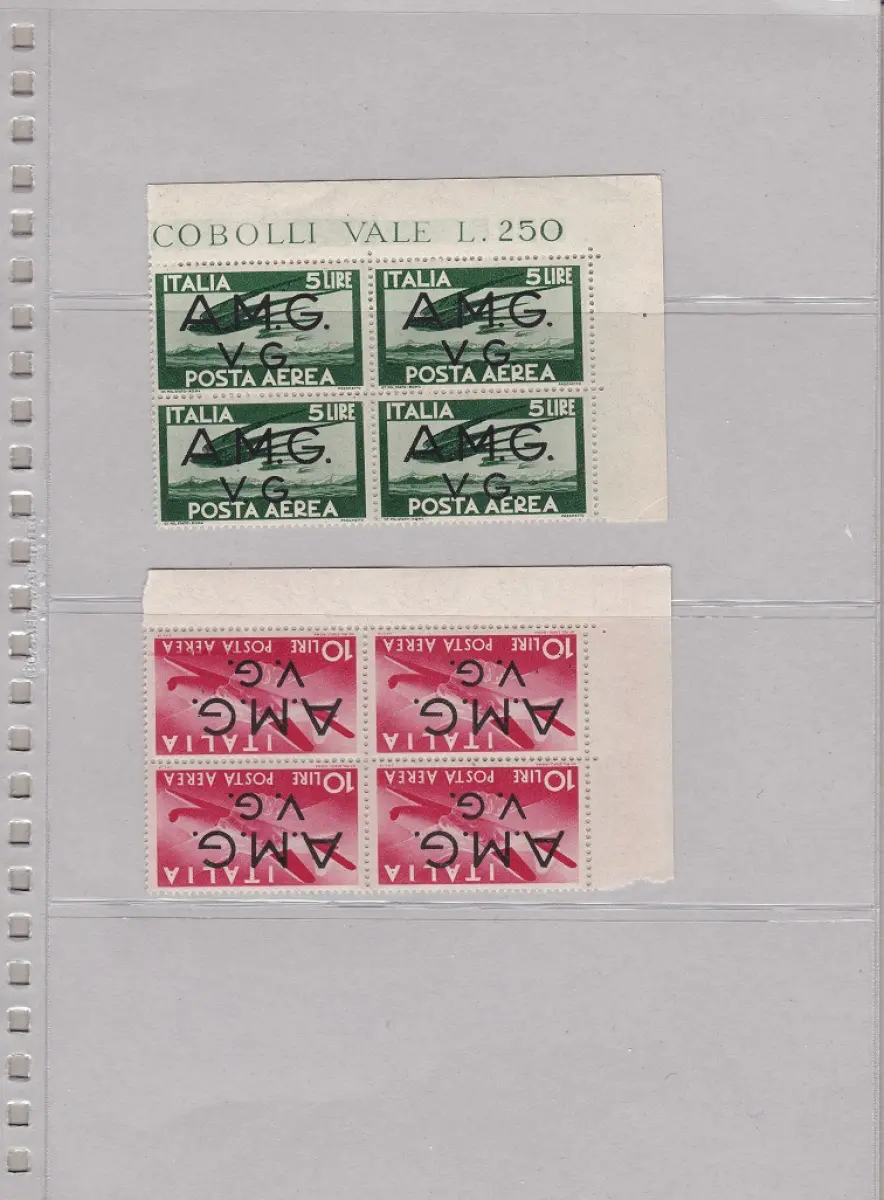 COBOLLI VALE L. 250
ITALIA 5 LIRE
A.M.G.
V.G.
POSTA AEREA
ITALIA 5 LIRE
A.M.G.
V.G.
POSTA AEREA
ITALIA 5 LIRE
A.M.G.
V.G.
POSTA AEREA
ITALIA 5 LIRE
A.M.G.
V.G.
POSTA AEREA
10 LIRE POSTA AEREA
V.G.
A.M.G.
ITALIA
10 LIRE POSTA AEREA
V.G.
A.M.G.
ITALIA
10 LIRE POSTA AEREA
V.G.
A.M.G.
ITALIA
10 LIRE POSTA AEREA
V.G.
A.M.G.
ITALIA